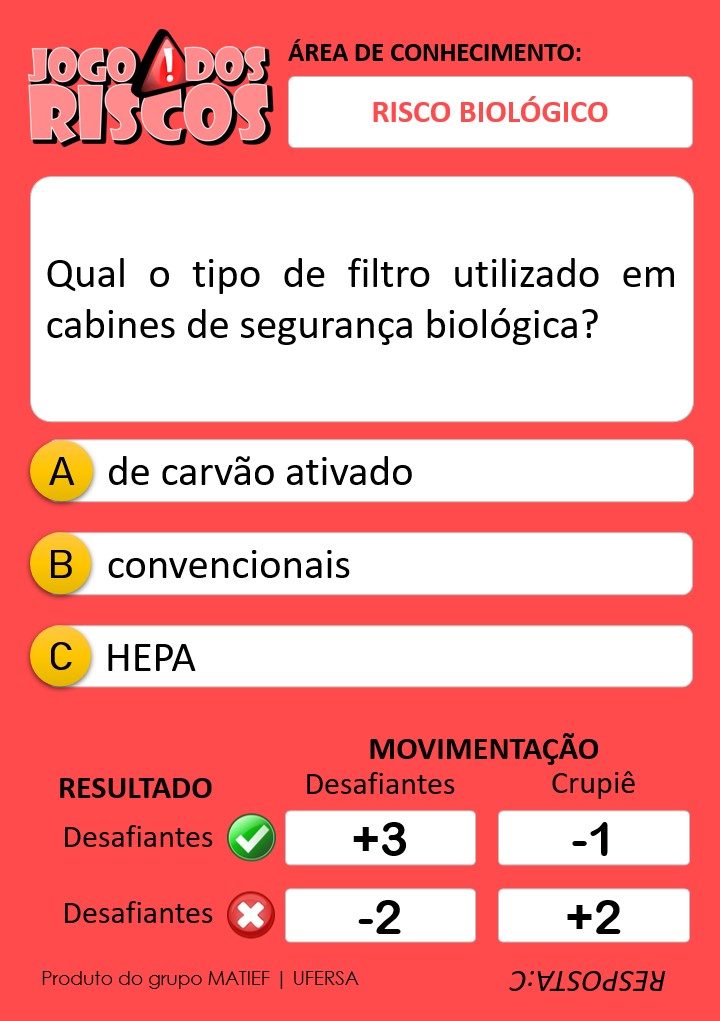 JOGO DOS
RISCOS
ÁREA DE CONHECIMENTO:
RISCO BIOLÓGICO
Qual o tipo de filtro utilizado em
cabines de segurança biológica?
A de carvão ativado
B convencionais
C HEPA
MOVIMENTAÇÃO
RESULTADO Desafiantes Crupiê
Desafiantes +3 -1
Desafiantes -2 +2
Produto do grupo MATIEF | UFERSA
RESPOSTA:C